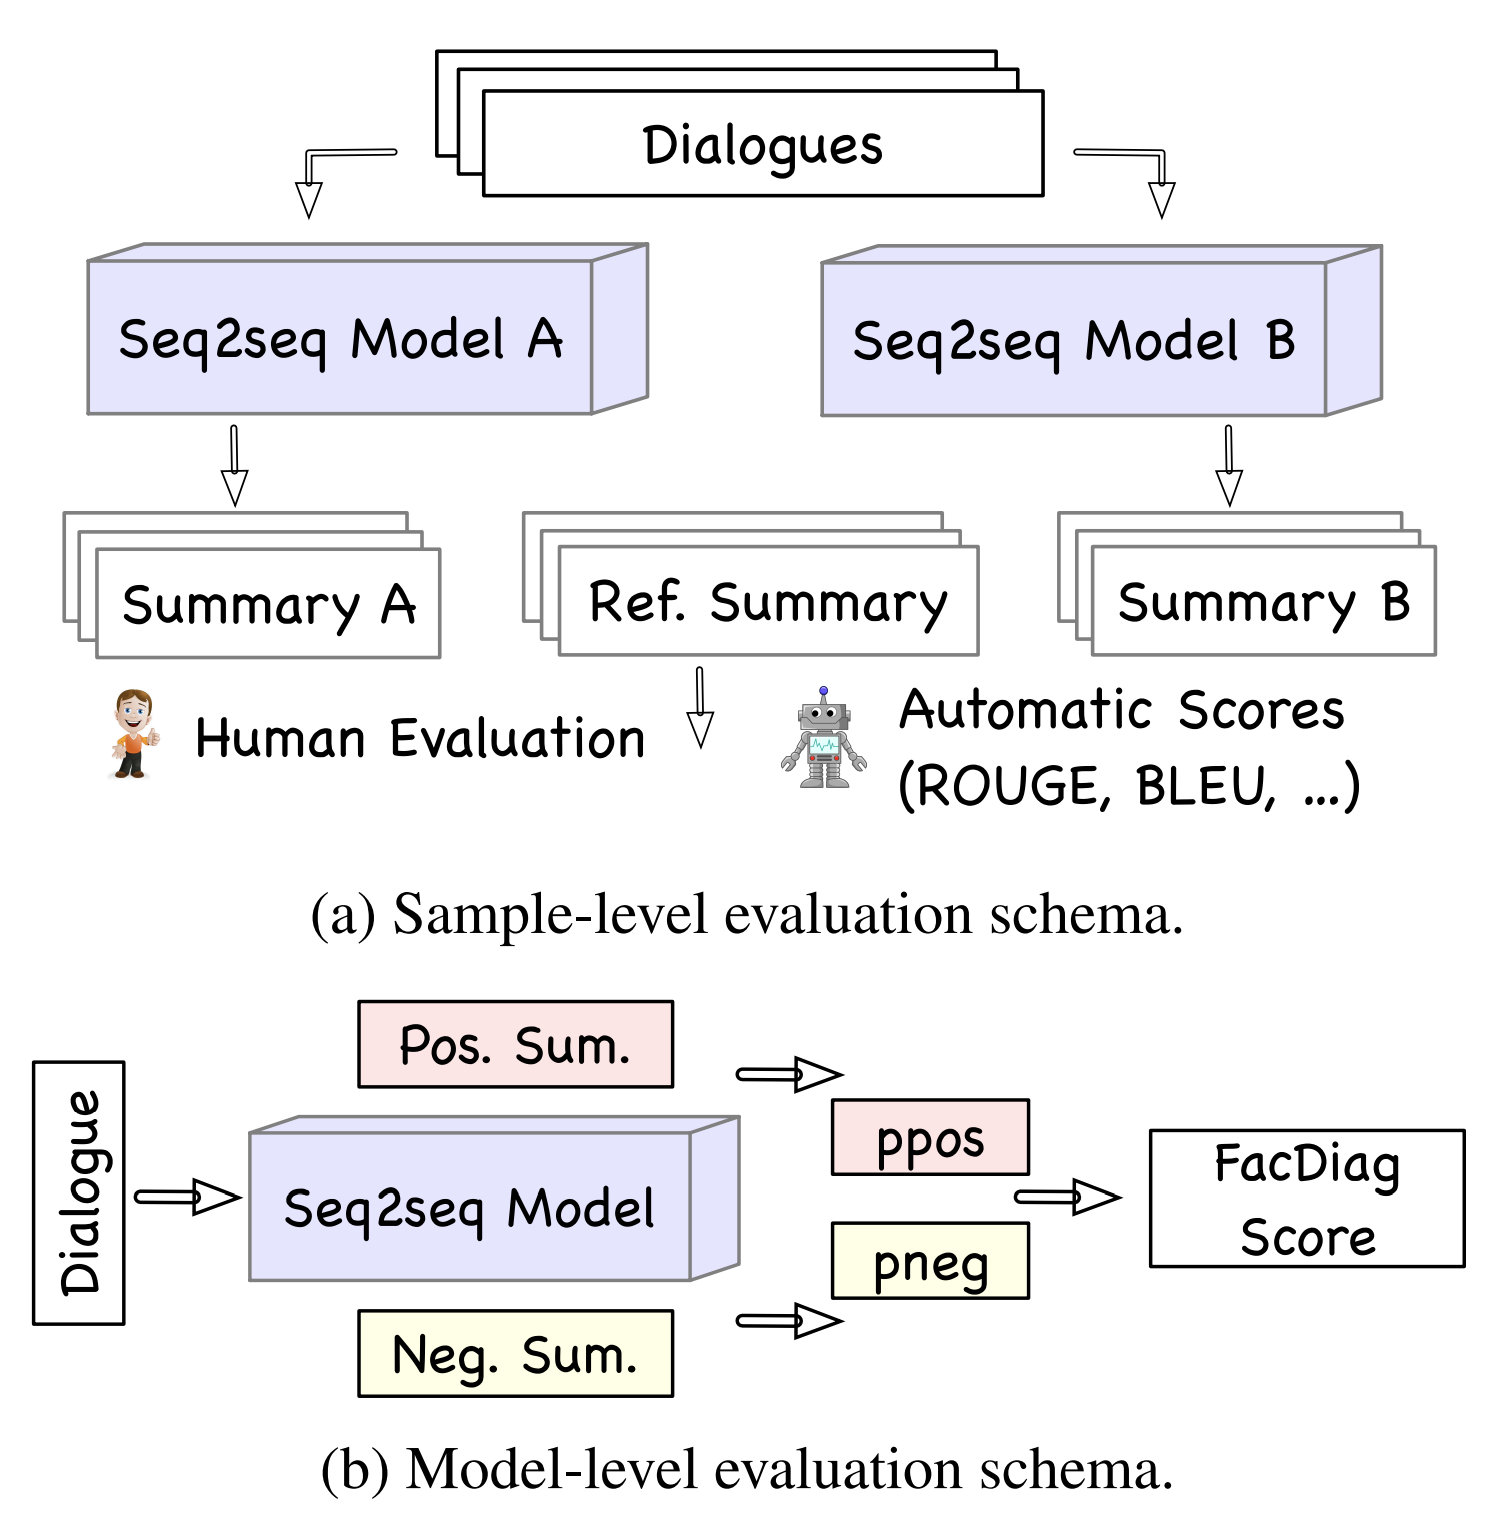 Dialogues
Seq2seq Model A
Seq2seq Model B
Summary A
Ref. Summary
Summary B
Human Evaluation
Automatic Scores
(ROUGE, BLEU, ...)
(a) Sample-level evaluation schema.
Dialogue
Pos. Sum.
Seq2seq Model
Neg. Sum.
ppos
pneg
FacDiag
Score
(b) Model-level evaluation schema.